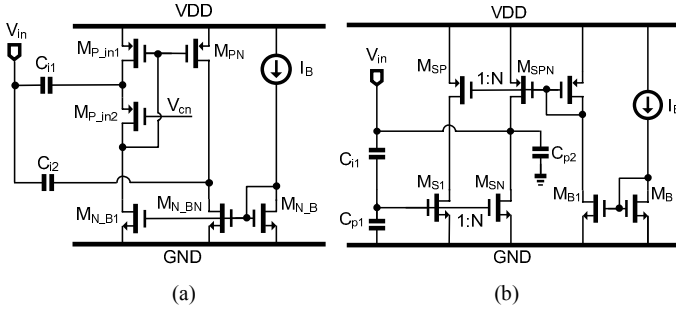 VDD
V_in
C_i1
M_P_in1
M_PN
I_B
M_P_in2
V_cn
C_i2
M_N_B1
M_N_BN
M_N_B
GND
(a)
VDD
V_in
M_SP
1:N
M_SPN
C_i1
C_p2
M_S1
M_SN
M_B1
M_B
C_p1
1:N
GND
(b)